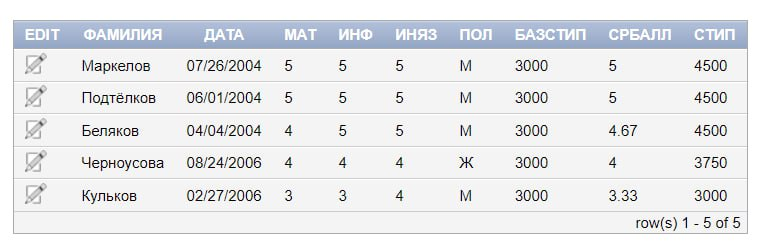 EDIT ФАМИЛИЯ ДАТА МАТ ИНФ ИНЯЗ ПОЛ БАЗСТИП СРБАЛЛ СТИП
Маркелов 07/26/2004 5 5 5 М 3000 5 4500
Подтёлков 06/01/2004 5 5 5 М 3000 5 4500
Беляков 04/04/2004 4 5 5 М 3000 4.67 4500
Черноусова 08/24/2006 4 4 4 Ж 3000 4 3750
Кульков 02/27/2006 3 3 4 М 3000 3.33 3000
row(s) 1 - 5 of 5